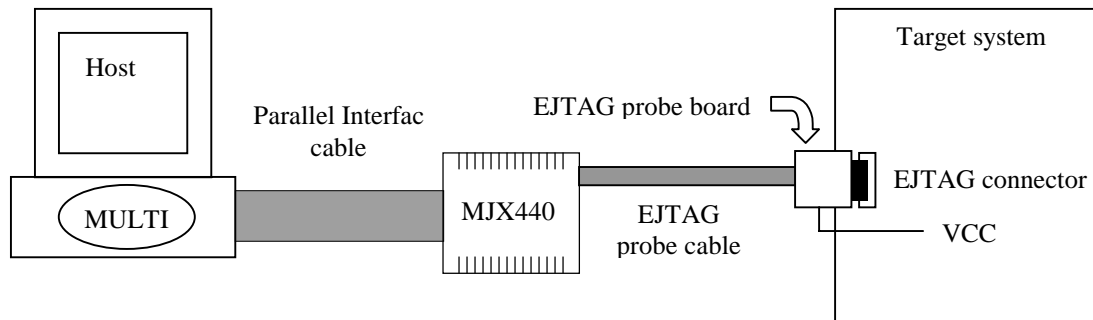 Host
Target system
Parallel Interfac
cable
EJTAG probe board
MULTI
MJX440
EJTAG
probe cable
EJTAG connector
VCC